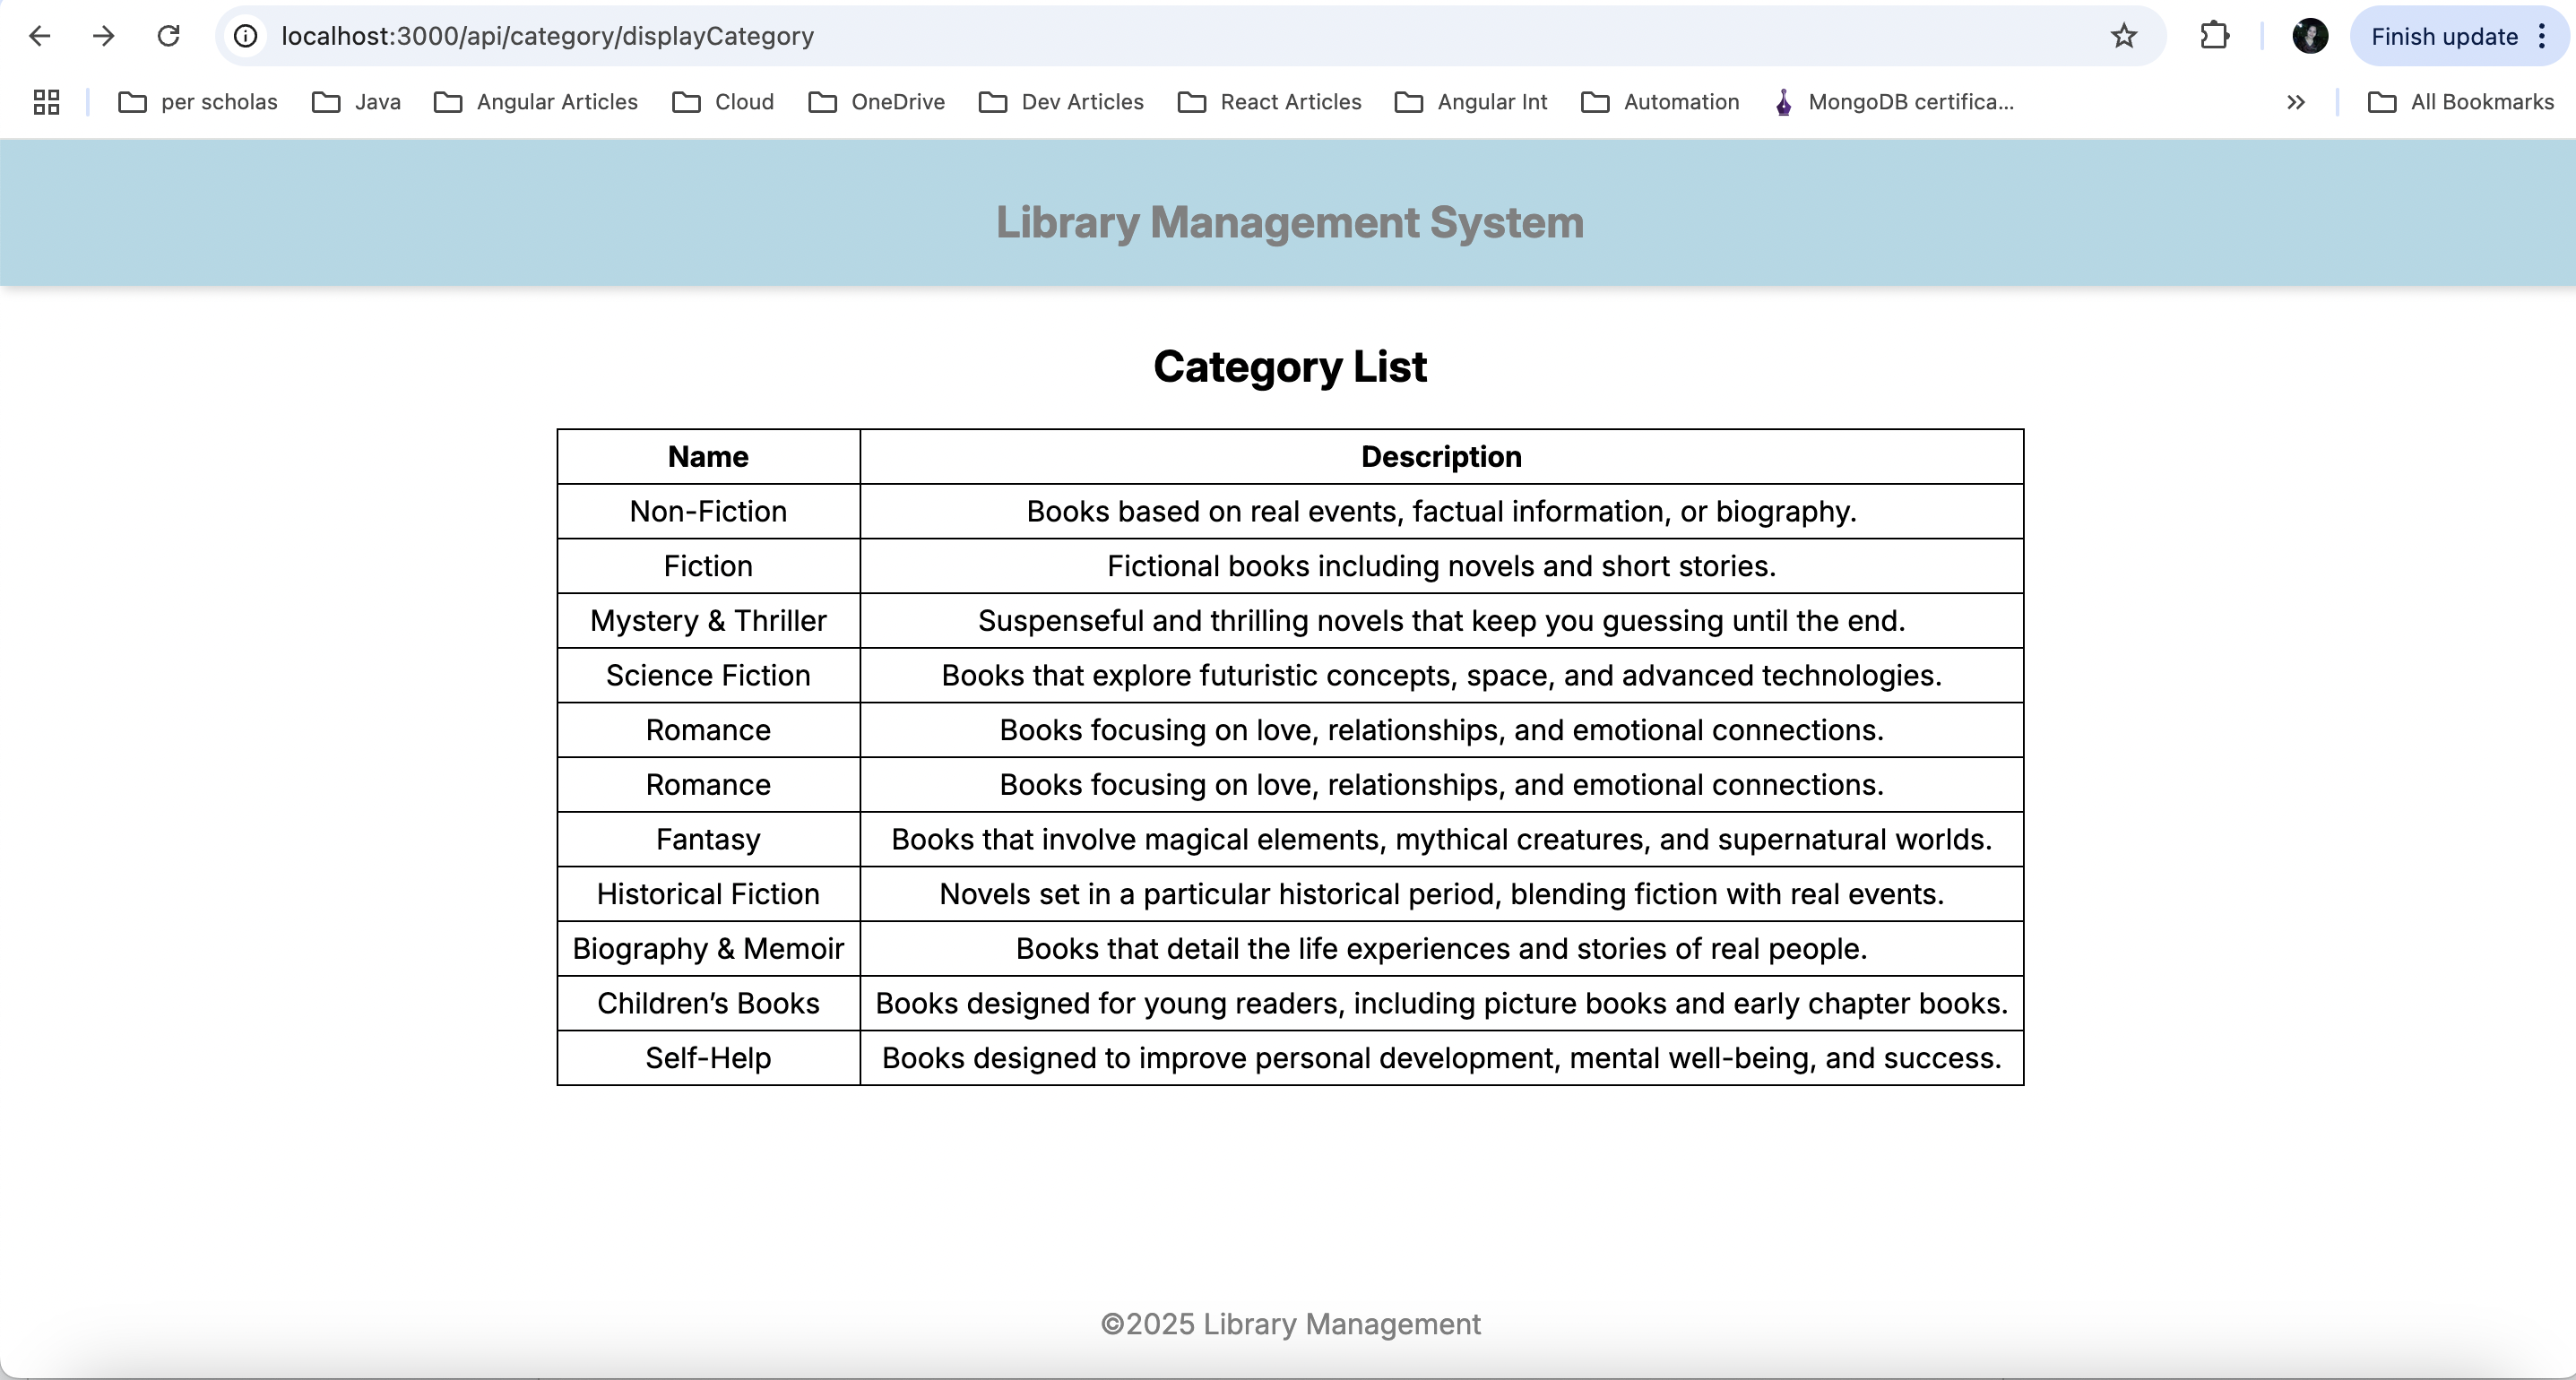 localhost:3000/api/category/displayCategory
Finish update
per scholas Java Angular Articles Cloud OneDrive Dev Articles React Articles Angular Int Automation MongoDB certifica... All Bookmarks
Library Management System
Category List
Name Description
Non-Fiction Books based on real events, factual information, or biography.
Fiction Fictional books including novels and short stories.
Mystery & Thriller Suspenseful and thrilling novels that keep you guessing until the end.
Science Fiction Books that explore futuristic concepts, space, and advanced technologies.
Romance Books focusing on love, relationships, and emotional connections.
Romance Books focusing on love, relationships, and emotional connections.
Fantasy Books that involve magical elements, mythical creatures, and supernatural worlds.
Historical Fiction Novels set in a particular historical period, blending fiction with real events.
Biography & Memoir Books that detail the life experiences and stories of real people.
Children’s Books Books designed for young readers, including picture books and early chapter books.
Self-Help Books designed to improve personal development, mental well-being, and success.
©2025 Library Management